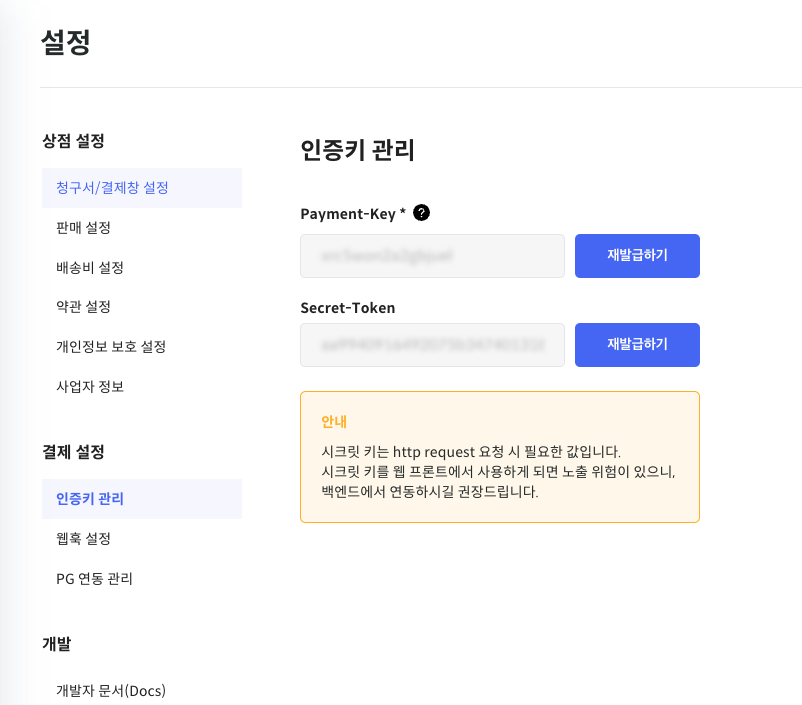 설정
상점 설정
청구서/결제창 설정
판매 설정
배송비 설정
약관 설정
개인정보 보호 설정
사업자 정보
결제 설정
인증키 관리
웹훅 설정
PG 연동 관리
개발
개발자 문서(Docs)
인증키 관리
Payment-Key * ?
재발급하기
Secret-Token
재발급하기
안내
시크릿 키는 http request 요청 시 필요한 값입니다.
시크릿 키를 웹 프론트에서 사용하게 되면 노출 위험이 있으니,
백엔드에서 연동하시길 권장드립니다.